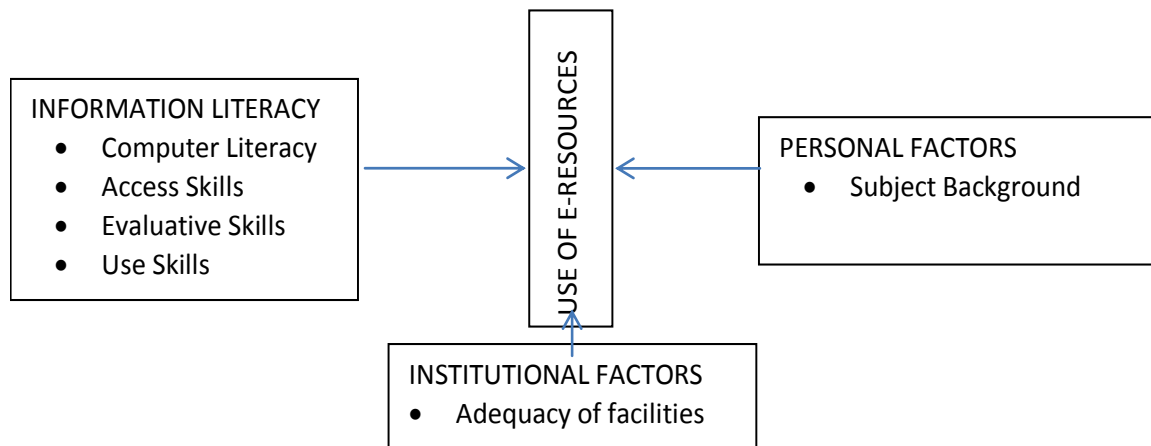 INFORMATION LITERACY
• Computer Literacy
• Access Skills
• Evaluative Skills
• Use Skills
USE OF E-RESOURCES
PERSONAL FACTORS
• Subject Background
INSTITUTIONAL FACTORS
• Adequacy of facilities